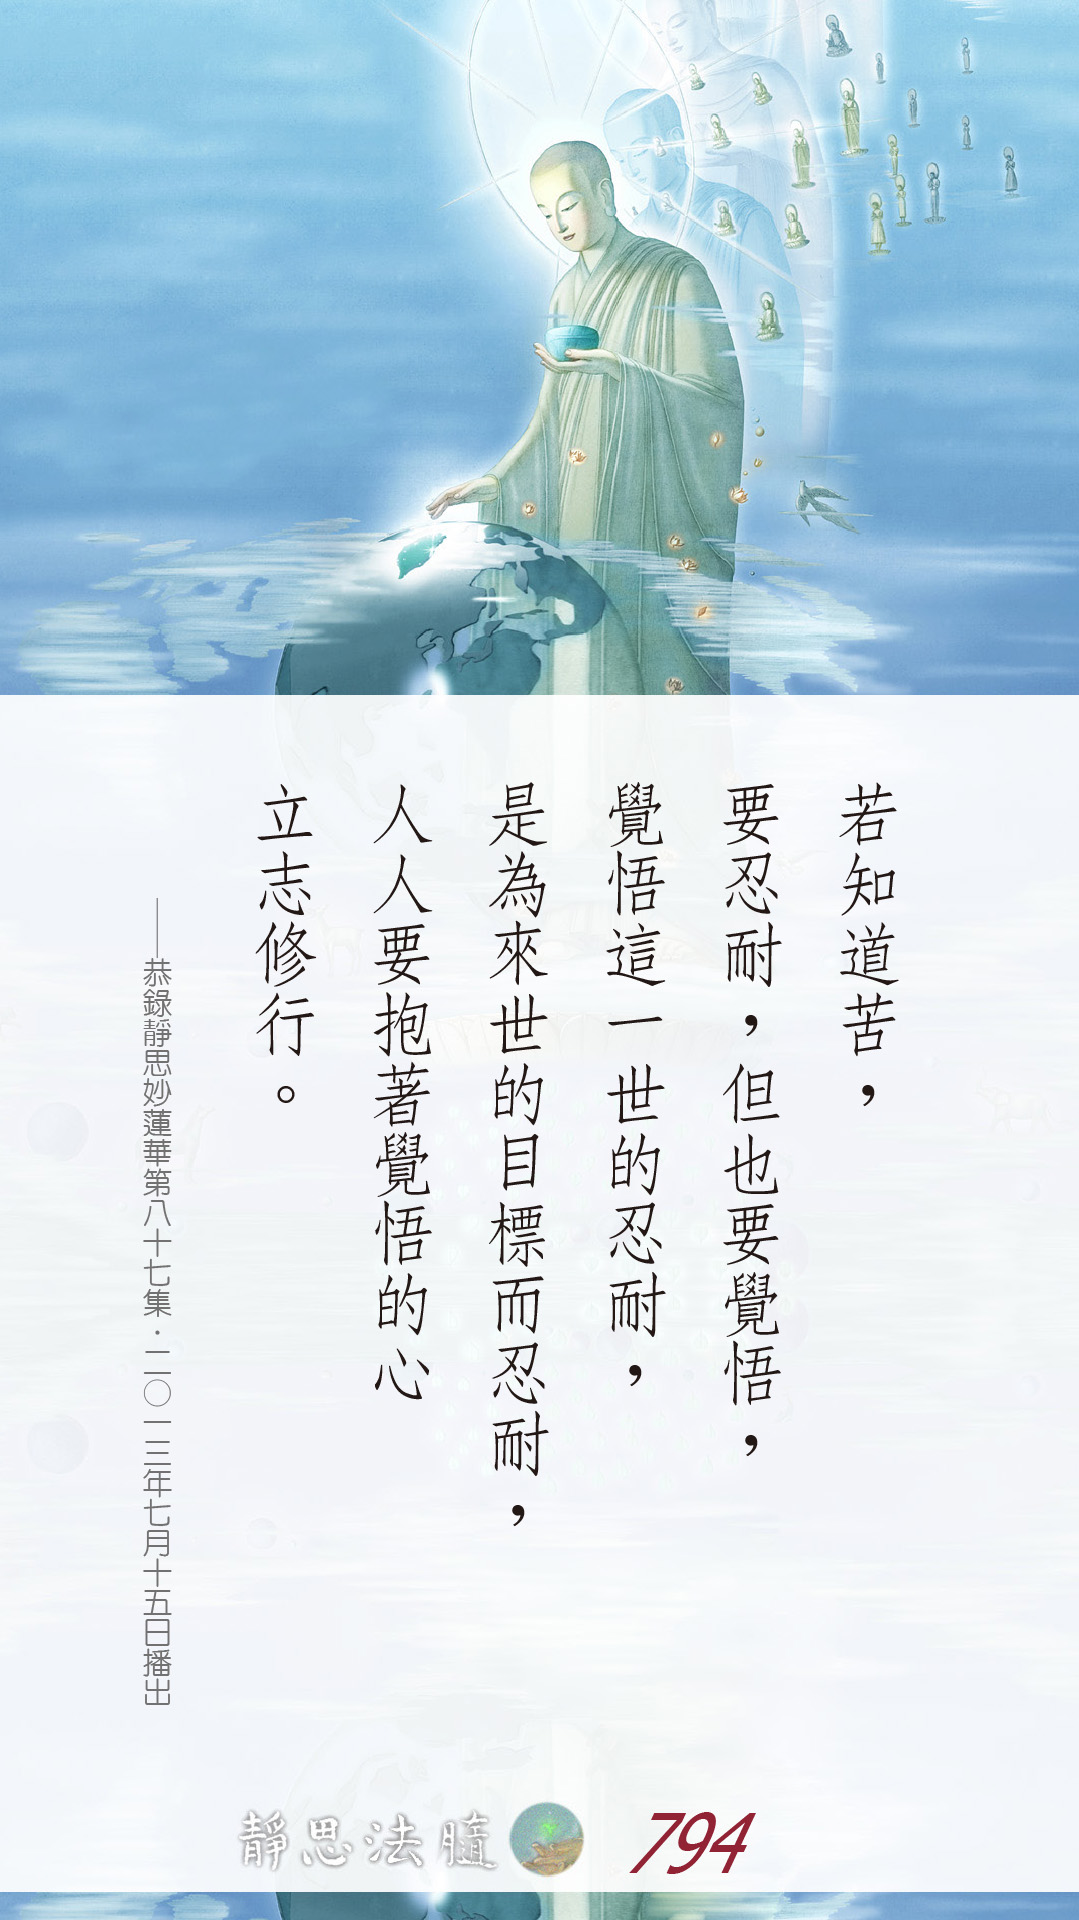 若知道苦，
要忍耐，但也要覺悟，
覺悟這一世的忍耐，
是為來世的目標而忍耐，
人人要抱著覺悟的心
立志修行。
——恭錄靜思妙蓮華第八十七集·二〇一三年七月十五日播出
靜思法髓
794